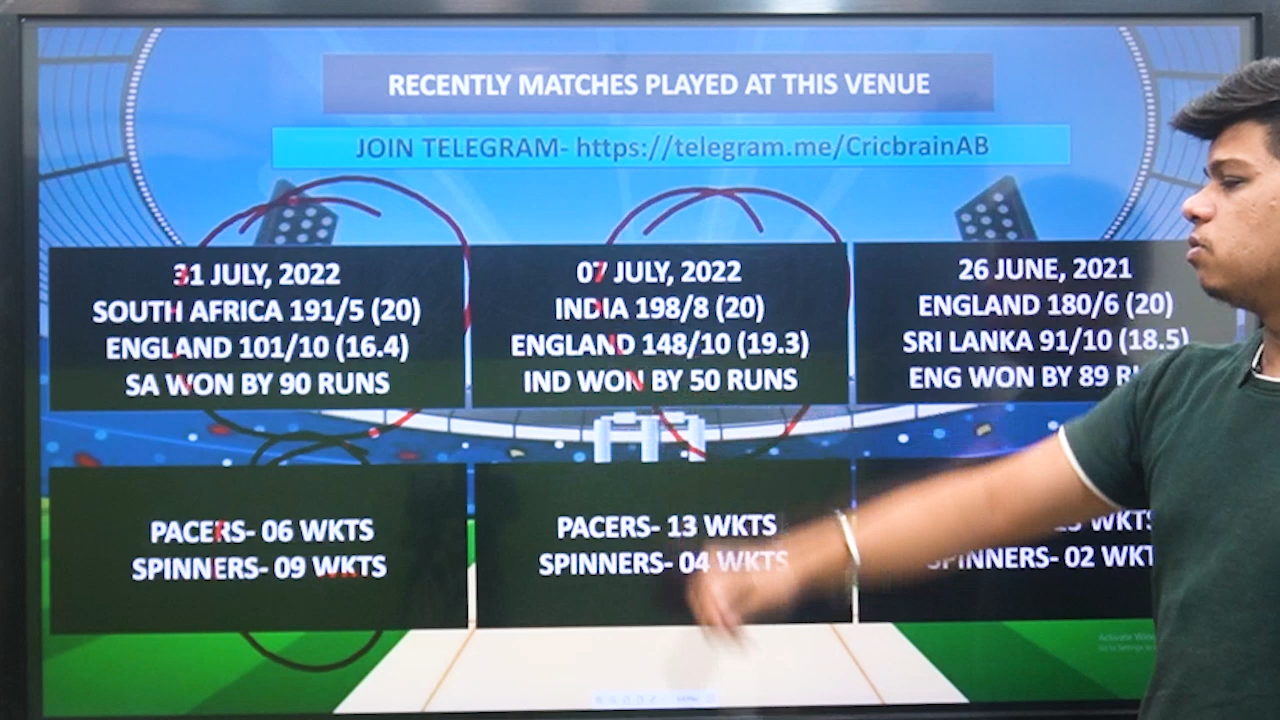 RECENTLY MATCHES PLAYED AT THIS VENUE
JOIN TELEGRAM- https://telegram.me/CricbrainAB
31 JULY, 2022
SOUTH AFRICA 191/5 (20)
ENGLAND 101/10 (16.4)
SA WON BY 90 RUNS
07 JULY, 2022
INDIA 198/8 (20)
ENGLAND 148/10 (19.3)
IND WON BY 50 RUNS
26 JUNE, 2021
ENGLAND 180/6 (20)
SRI LANKA 91/10 (18.5)
ENG WON BY 89
PACERS- 06 WKTS
SPINNERS- 09 WKTS
PACERS- 13 WKTS
SPINNERS- 04 WKTS
WKTS
SPINNERS- 02